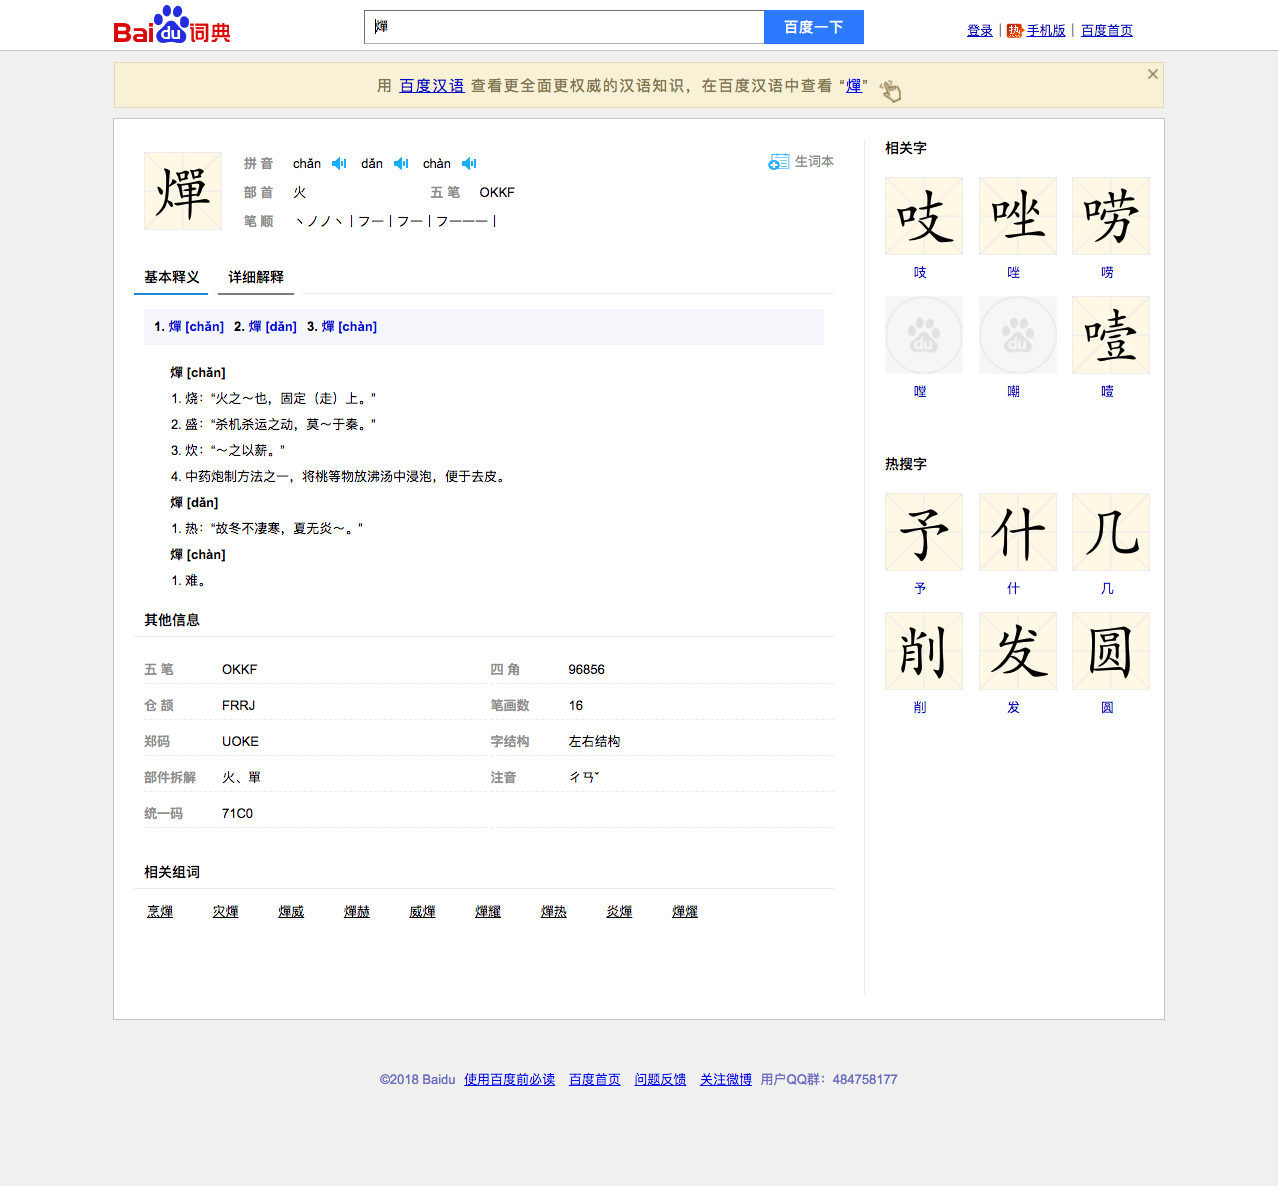 Bai du 词典
燀
百度一下
登录 | 热 手机版 | 百度首页
用 百度汉语 查看更全面更权威的汉语知识，在百度汉语中查看 “燀”
燀
拼 音 chǎn dǎn chàn
生词本
部 首 火 五 笔 OKKF
笔 顺 丶ノノ丶丨フ一丨フ一丨フ一一一丨
基本释义 详细解释
1. 燀 [chǎn] 2. 燀 [dǎn] 3. 燀 [chàn]
燀 [chǎn]
1. 烧：“火之～也，固定（走）上。”
2. 盛：“杀机杀运之动，莫～于秦。”
3. 炊：“～之以薪。”
4. 中药炮制方法之一，将桃等物放沸汤中浸泡，便于去皮。
燀 [dǎn]
1. 热：“故冬不凄寒，夏无炎～。”
燀 [chàn]
1. 难。
其他信息
五 笔 OKKF 四 角 96856
仓 颉 FRRJ 笔画数 16
郑码 UOKE 字结构 左右结构
部件拆解 火、單 注音 ㄔㄢˇ
统一码 71C0
相关组词
烹燀 灾燀 燀威 燀赫 威燀 燀耀 燀热 炎燀 燀燿
相关字
吱 唑 唠
吱 唑 唠
du du 噎
嘡 嘲 噎
热搜字
予 什 几
予 什 几
削 发 圆
削 发 圆
©2018 Baidu 使用百度前必读 百度首页 问题反馈 关注微博 用户QQ群：484758177